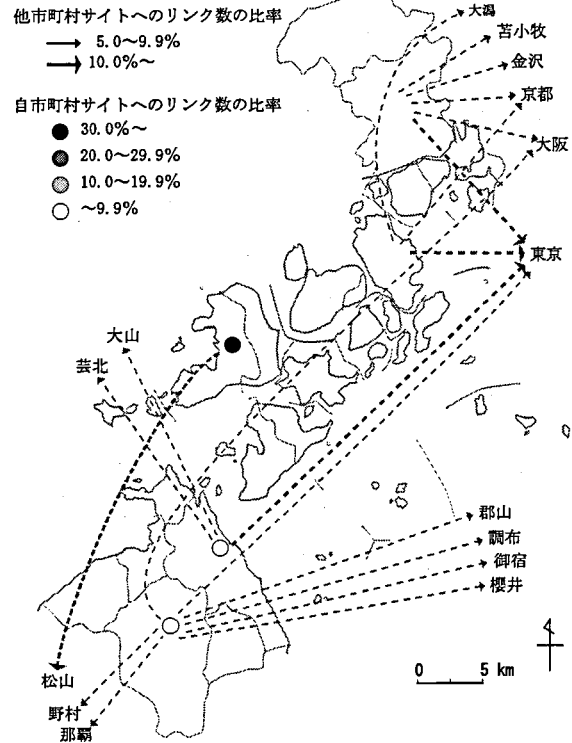 他市町村サイトへのリンク数の比率
5.0〜9.9%
10.0%〜
自市町村サイトへのリンク数の比率
30.0%〜
20.0〜29.9%
10.0〜19.9%
〜9.9%
大潟
苫小牧
金沢
京都
大阪
東京
大山
芸北
郡山
調布
御宿
櫻井
松山
野村
那覇
0 5 km